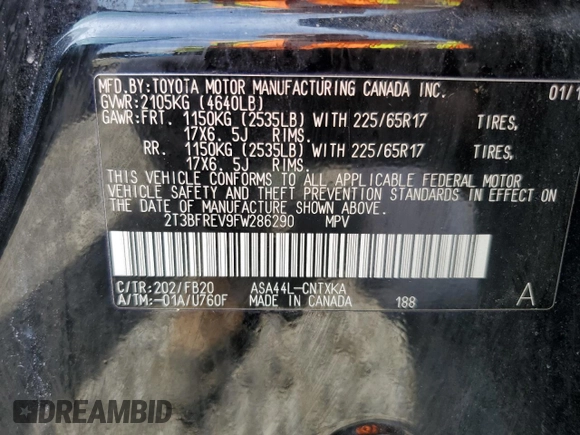 MFD.BY:TOYOTA MOTOR MANUFACTURING CANADA INC. 01/1
GVWR:2105KG (4640LB)
GAWR:FRT. 1150KG (2535LB) WITH 225/65R17 TIRES,
17X6. 5J RIMS.
RR. 1150KG (2535LB) WITH 225/65R17 TIRES,
17X6. 5J RIMS.
THIS VEHICLE CONFORMS TO ALL APPLICABLE FEDERAL MOTOR
VEHICLE SAFETY AND THEFT PREVENTION STANDARDS IN EFFECT ON
THE DATE OF MANUFACTURE SHOWN ABOVE.
2T3BFREV9FW286290 MPV
C/TR:202/FB20 ASA44L-CNTXKA
A/TM:-01A/U760F MADE IN CANADA 188 A
DREAMBID